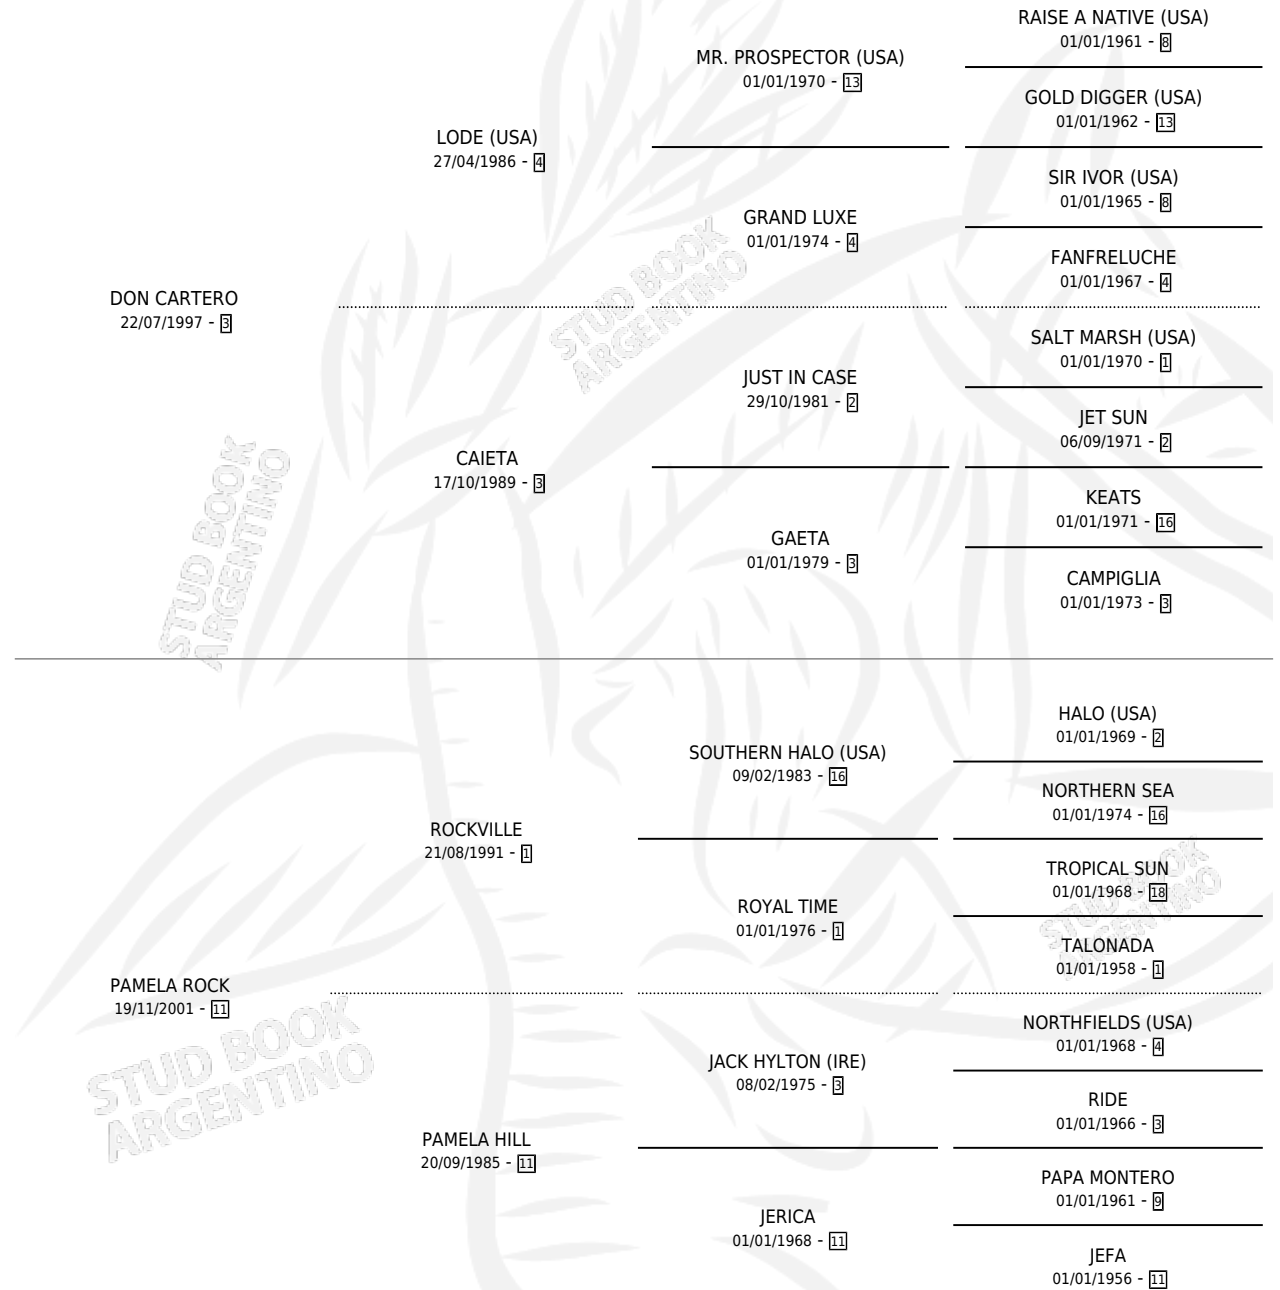 RAISE A NATIVE (USA)
01/01/1961 - 8
MR. PROSPECTOR (USA)
01/01/1970 - 13
GOLD DIGGER (USA)
01/01/1962 - 13
LODE (USA)
27/04/1986 - 4
SIR IVOR (USA)
01/01/1965 - 8
GRAND LUXE
01/01/1974 - 4
FANFRELUCHE
01/01/1967 - 4
DON CARTERO
22/07/1997 - 3
STUD BOOK
ARGENTINO
SALT MARSH (USA)
01/01/1970 - 1
JUST IN CASE
29/10/1981 - 2
JET SUN
06/09/1971 - 2
CAIETA
17/10/1989 - 3
KEATS
01/01/1971 - 16
GAETA
01/01/1979 - 3
CAMPIGLIA
01/01/1973 - 3
STUD BOOK
ARGENTINO
HALO (USA)
01/01/1969 - 2
SOUTHERN HALO (USA)
09/02/1983 - 16
NORTHERN SEA
01/01/1974 - 16
ROCKVILLE
21/08/1991 - 1
TROPICAL SUN
01/01/1968 - 18
ROYAL TIME
01/01/1976 - 1
TALONADA
01/01/1958 - 1
STUD BOOK
ARGENTINO
PAMELA ROCK
19/11/2001 - 11
NORTHFIELDS (USA)
01/01/1968 - 4
JACK HYLTON (IRE)
08/02/1975 - 3
RIDE
01/01/1966 - 3
STUD BOOK
ARGENTINO
PAMELA HILL
20/09/1985 - 11
PAPA MONTERO
01/01/1961 - 9
JERICA
01/01/1968 - 11
JEFA
01/01/1956 - 11